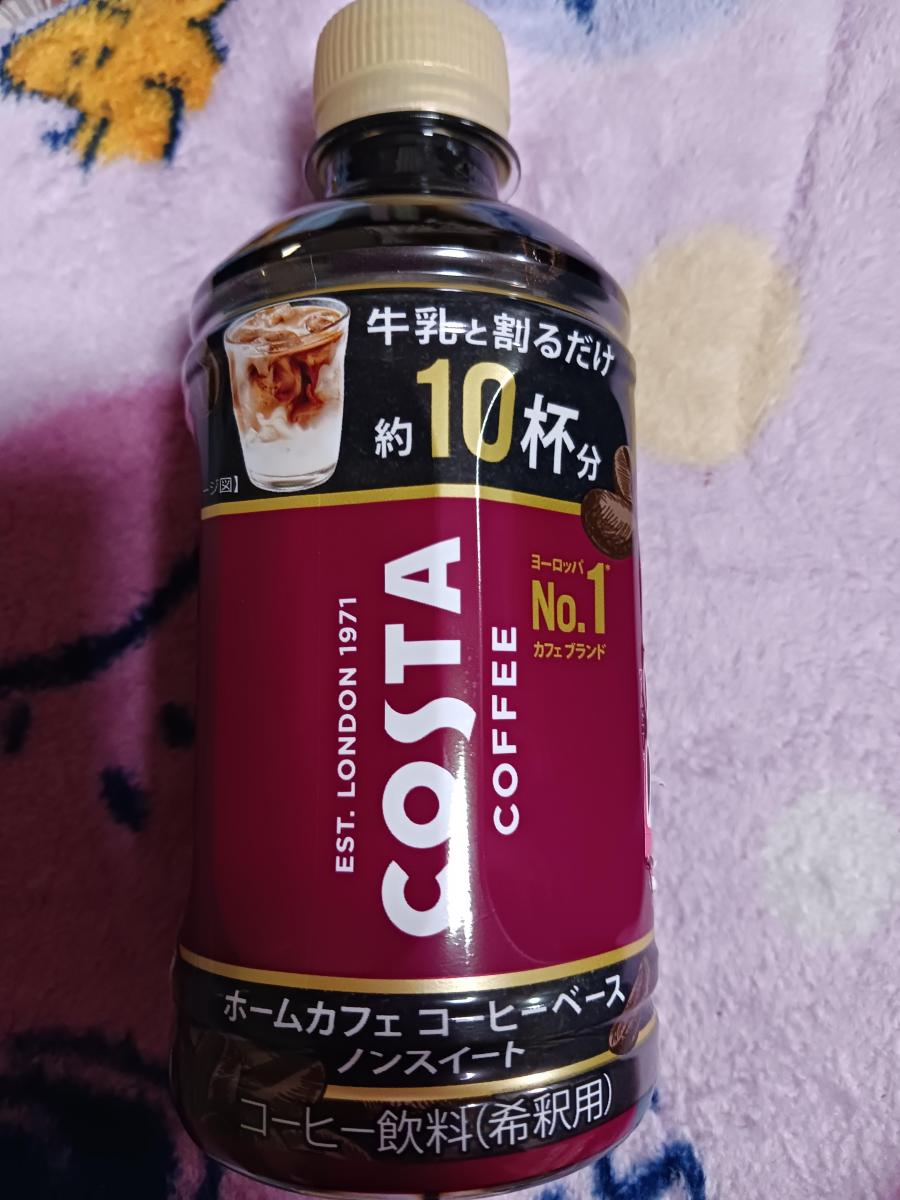 牛乳と割るだけ
約10杯分
ージ図】
ヨーロッパ
No.1*
カフェ ブランド
EST. LONDON 1971
COSTA
COFFEE
ホームカフェ コーヒーベース
ノンスイート
コーヒー飲料(希釈用)